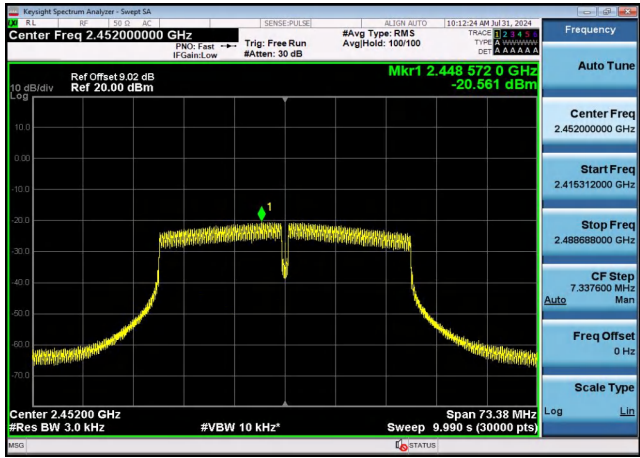 Keysight Spectrum Analyzer - Swept SA
RL RF 50 Ω AC SENSE:PULSE ALIGN AUTO 10:12:24 AM Jul 31, 2024
Center Freq 2.452000000 GHz
PNO: Fast
IFGain:Low
Trig: Free Run
#Atten: 30 dB
#Avg Type: RMS
Avg|Hold: 100/100
TRACE 1 2 3 4 5 6
TYPE A WWWWW
DET A A A A A A
Mkr1 2.448 572 0 GHz
-20.561 dBm
Ref Offset 9.02 dB
Ref 20.00 dBm
10 dB/div
Log
10.0
0.00
-10.0
-20.0
-30.0
-40.0
-50.0
-60.0
-70.0
1
Center 2.45200 GHz
#Res BW 3.0 kHz
#VBW 10 kHz*
Span 73.38 MHz
Sweep 9.990 s (30000 pts)
MSG
STATUS
Frequency
Auto Tune
Center Freq
2.452000000 GHz
Start Freq
2.415312000 GHz
Stop Freq
2.488688000 GHz
CF Step
7.337600 MHz
Auto Man
Freq Offset
0 Hz
Scale Type
Log Lin